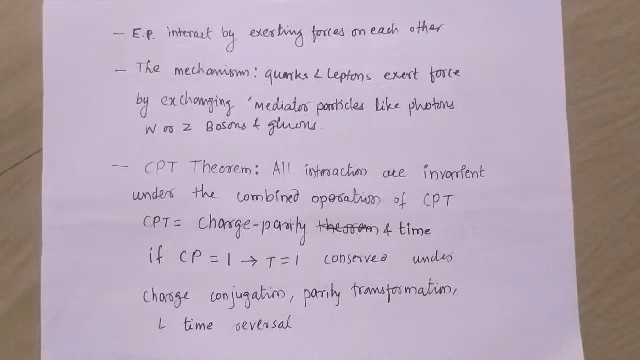 – E.P. interact by exerting forces on each other
– The mechanism: quarks & Leptons exert force
by exchanging 'mediator particles like photons
W or Z Bosons & gluons.
– CPT Theorem: All interaction are invarient
under the combined operation of CPT
CPT = Charge-parity theorem & time
if CP = 1 → T = 1 conserved under
charge conjugation, parity transformation,
& time reversal